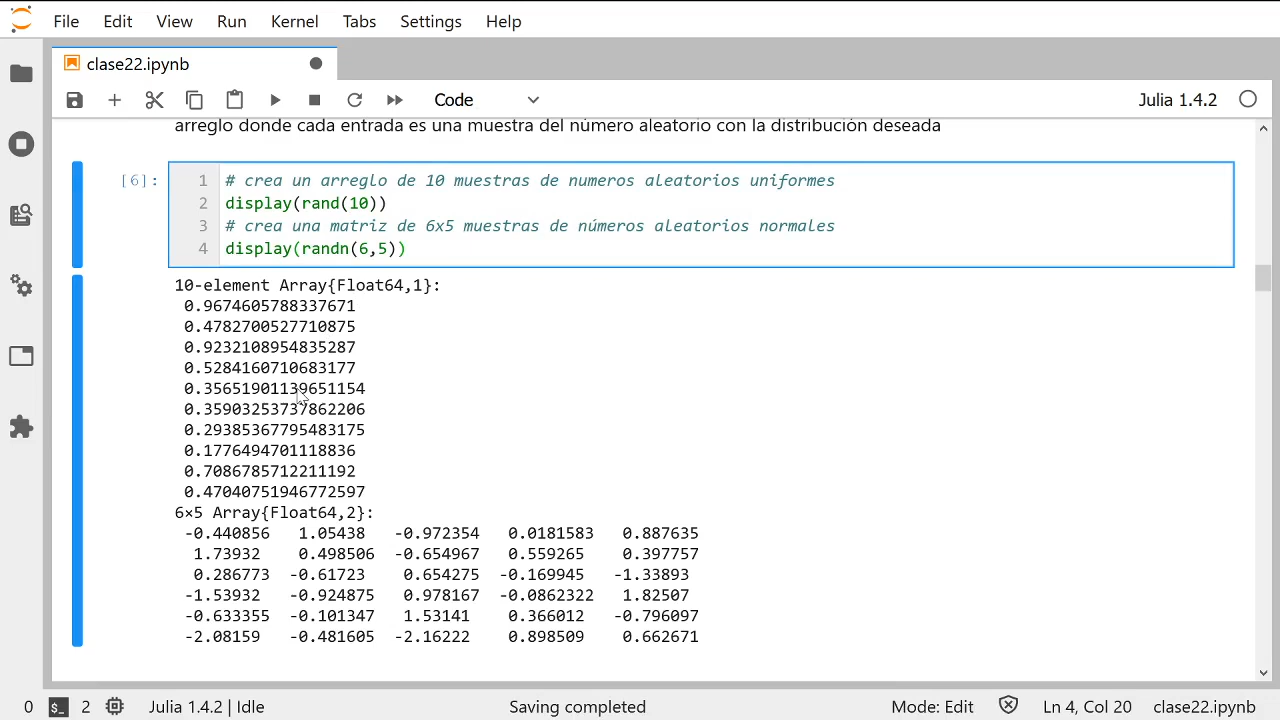 File Edit View Run Kernel Tabs Settings Help
clase22.ipynb
Code
Julia 1.4.2
arreglo donde cada entrada es una muestra del número aleatorio con la distribución deseada
[6]:
1 # crea un arreglo de 10 muestras de numeros aleatorios uniformes
2 display(rand(10))
3 # crea una matriz de 6x5 muestras de números aleatorios normales
4 display(randn(6,5))
10-element Array{Float64,1}:
0.9674605788337671
0.4782700527710875
0.9232108954835287
0.5284160710683177
0.35651901139651154
0.35903253737862206
0.29385367795483175
0.1776494701118836
0.7086785712211192
0.47040751946772597
6×5 Array{Float64,2}:
-0.440856 1.05438 -0.972354 0.0181583 0.887635
1.73932 0.498506 -0.654967 0.559265 0.397757
0.286773 -0.61723 0.654275 -0.169945 -1.33893
-1.53932 -0.924875 0.978167 -0.0862322 1.82507
-0.633355 -0.101347 1.53141 0.366012 -0.796097
-2.08159 -0.481605 -2.16222 0.898509 0.662671
0 $_ 2 Julia 1.4.2 | Idle Saving completed Mode: Edit Ln 4, Col 20 clase22.ipynb